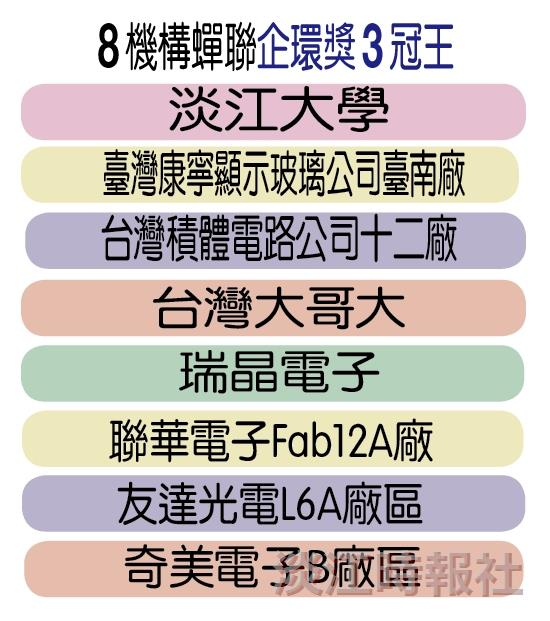 8機構蟬聯企環獎3冠王
淡江大學
臺灣康寧顯示玻璃公司臺南廠
台灣積體電路公司十二廠
台灣大哥大
瑞晶電子
聯華電子Fab12A廠
友達光電L6A廠區
奇美電子B廠區
淡江時報社